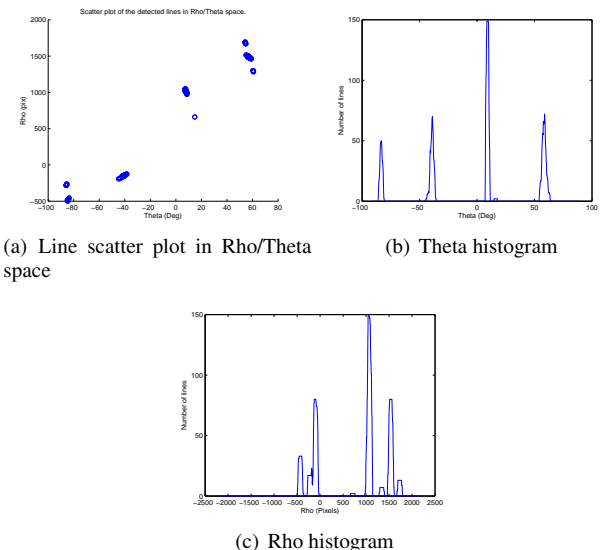 Scatter plot of the detected lines in Rho/Theta space.
2000
1500
1000
500
0
−500
Rho (pix)
−100 −80 −60 −40 −20 0 20 40 60 80
Theta (Deg)
(a) Line scatter plot in Rho/Theta
space
150
100
50
0
Number of lines
−100 −50 0 50 100
Theta (Deg)
(b) Theta histogram
150
100
50
0
Number of lines
−2500 −2000 −1500 −1000 −500 0 500 1000 1500 2000 2500
Rho (Pixels)
(c) Rho histogram